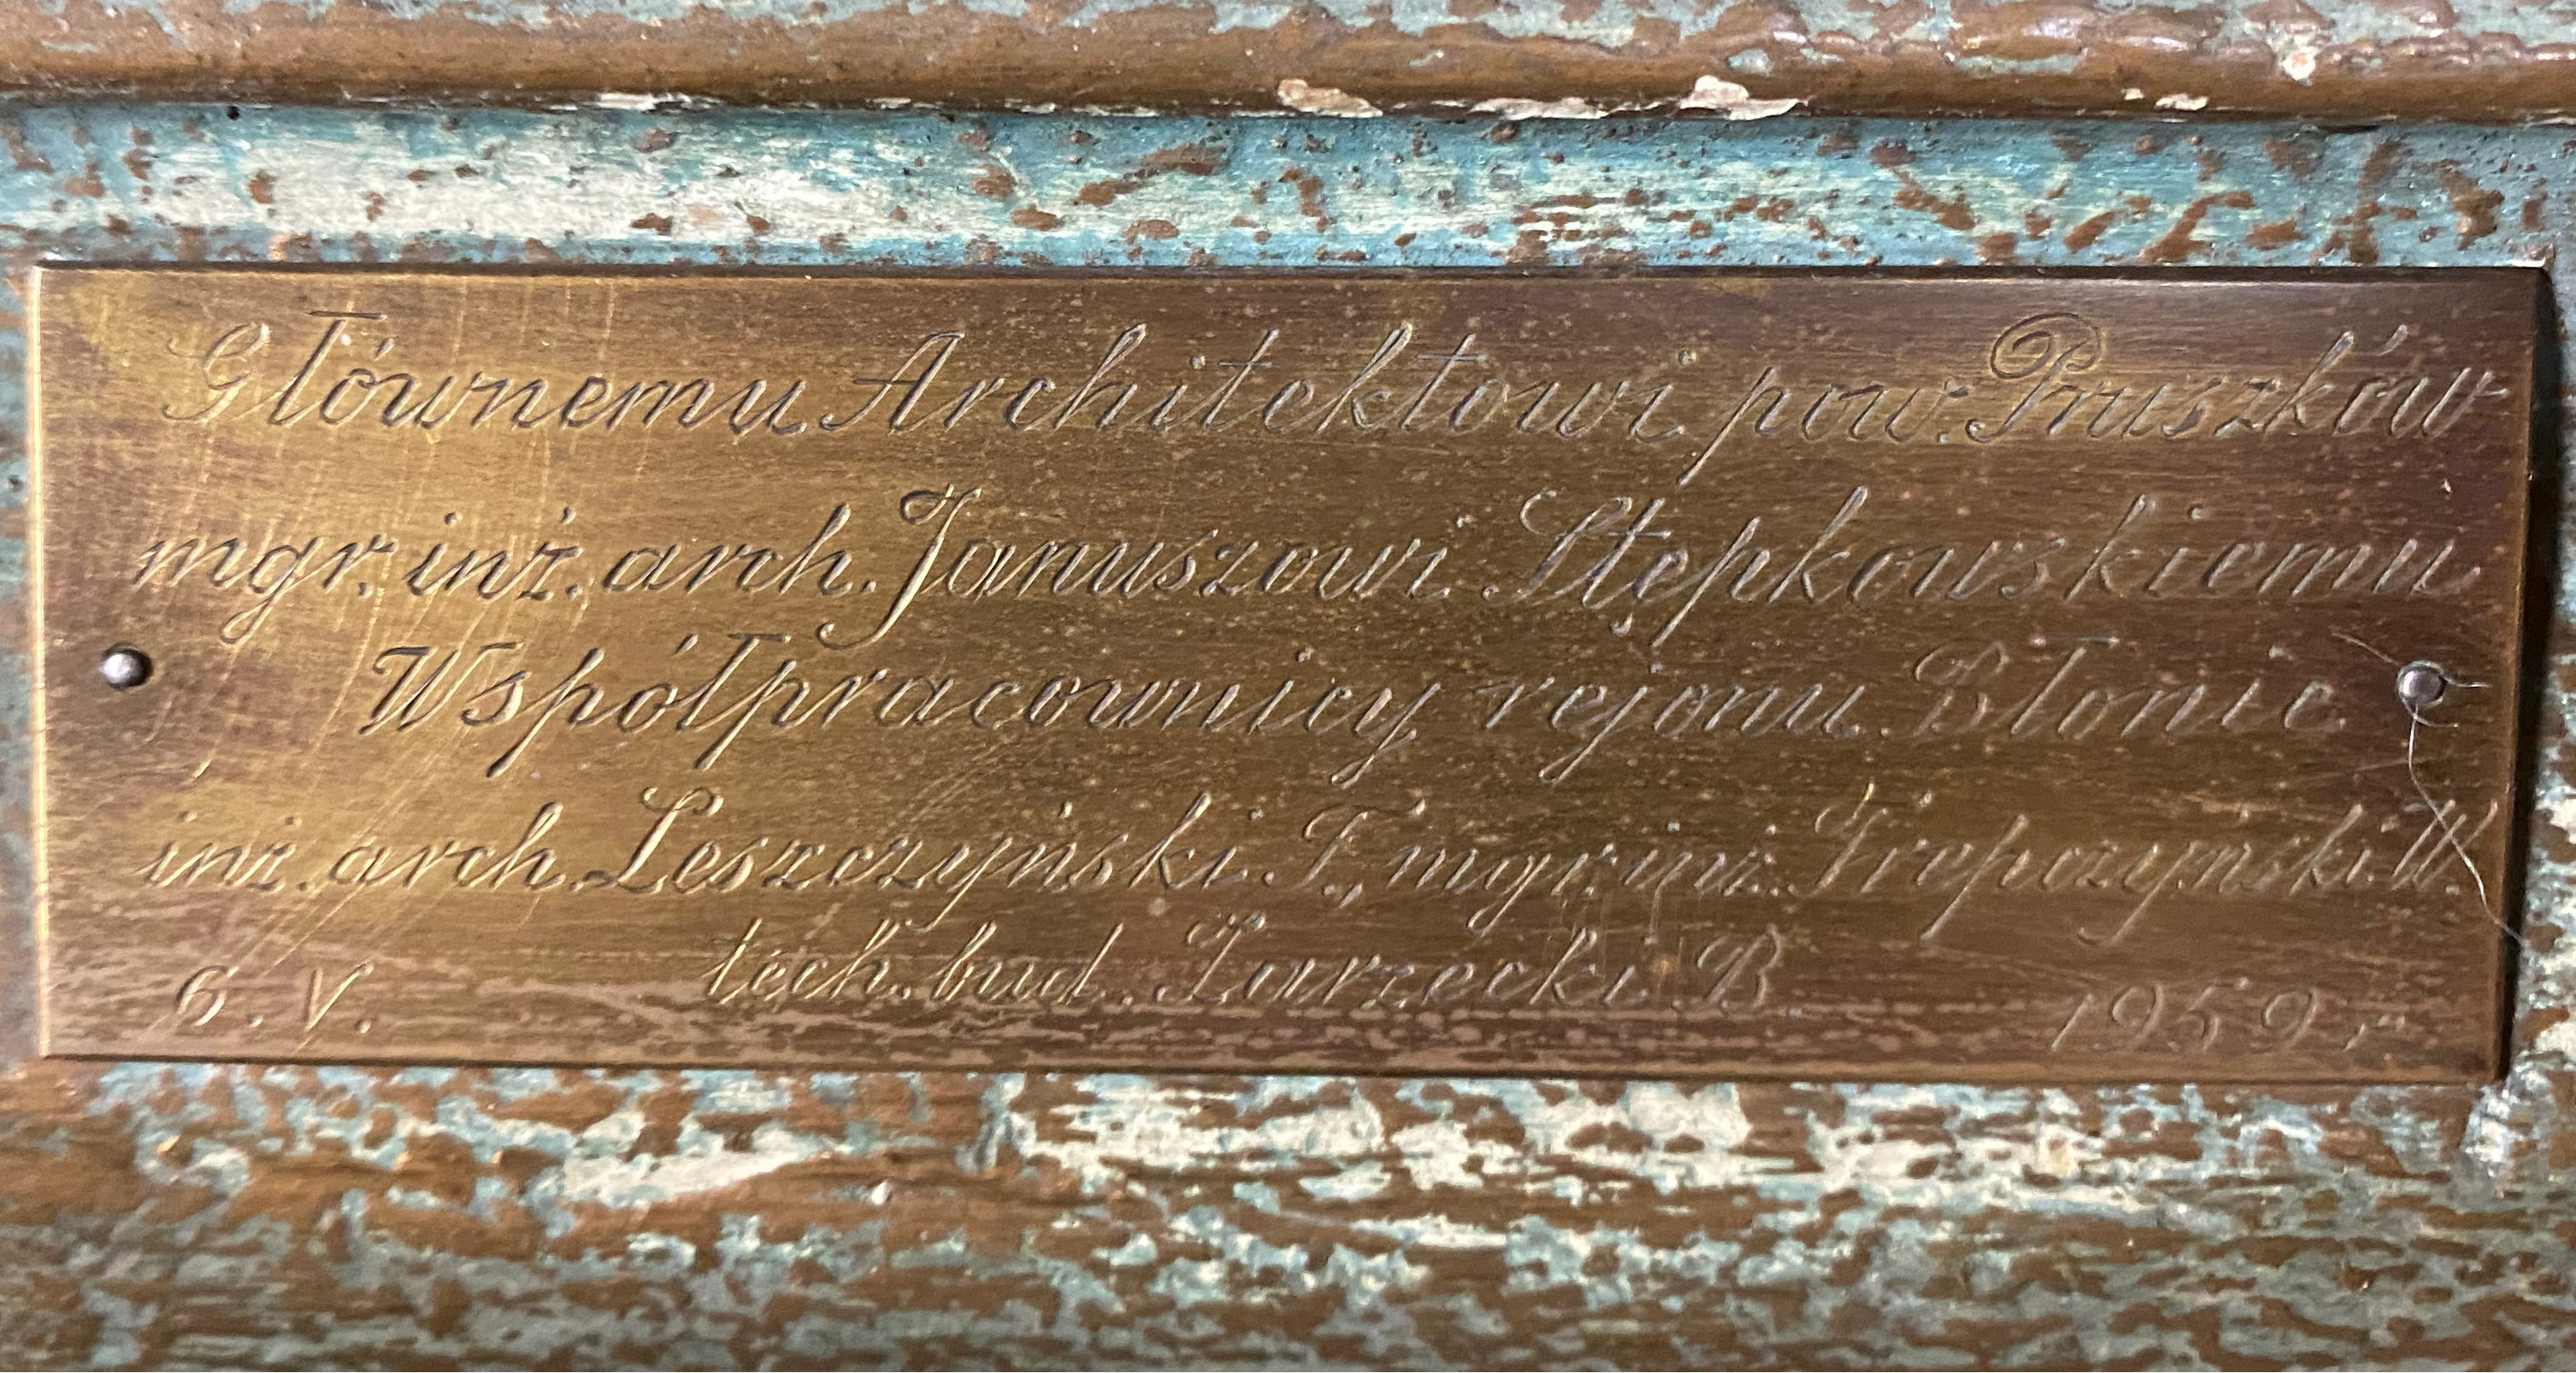 Głównemu Architektowi pow. Pruszków
mgr. inż. arch. Januszowi Stępkowskiemu
Współpracownicy rejonu Błonie
inż. arch. Leszczyński T., mgr. inż. W.
tech. bud. Zarzecki B.
6. V. 1959 r.